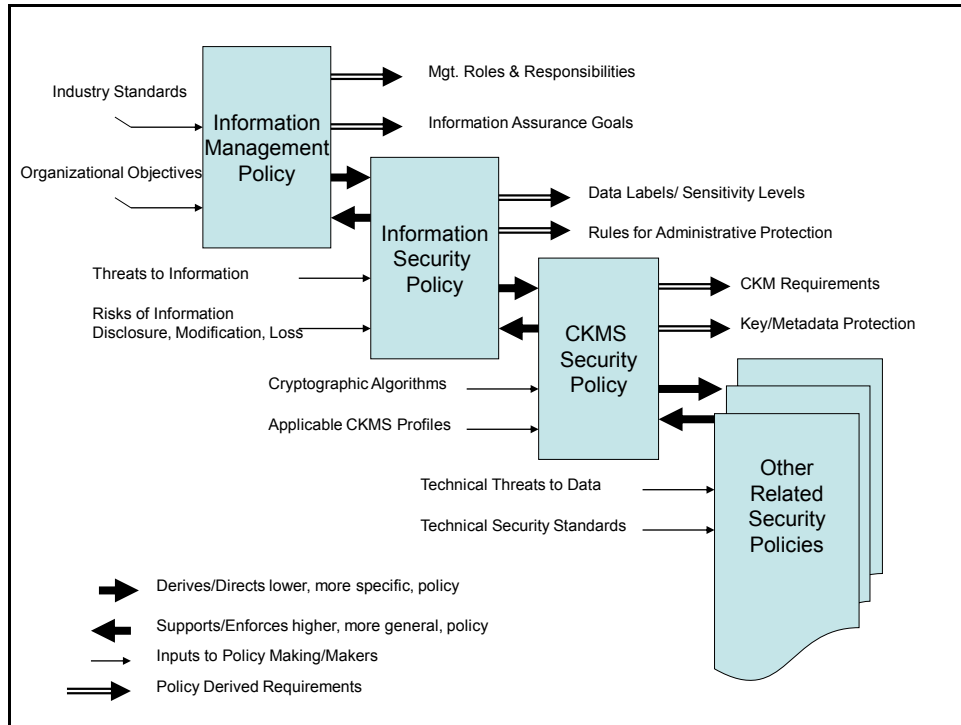 Mgt. Roles & Responsibilities
Industry Standards
Information Assurance Goals
Information
Management
Policy
Organizational Objectives
Data Labels/ Sensitivity Levels
Rules for Administrative Protection
Information
Security
Policy
Threats to Information
Risks of Information
Disclosure, Modification, Loss
CKM Requirements
Key/Metadata Protection
CKMS
Security
Policy
Cryptographic Algorithms
Applicable CKMS Profiles
Other
Related
Security
Policies
Technical Threats to Data
Technical Security Standards
Derives/Directs lower, more specific, policy
Supports/Enforces higher, more general, policy
Inputs to Policy Making/Makers
Policy Derived Requirements